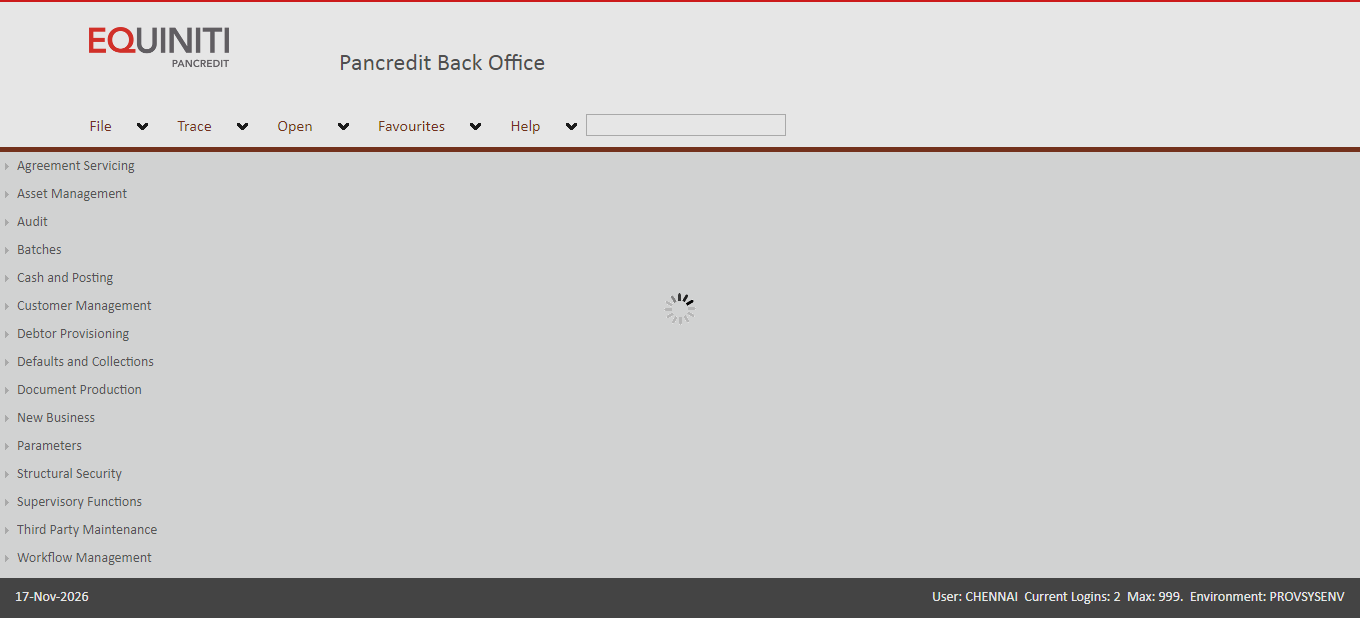 EQUINITI
PANCREDIT
Pancredit Back Office
File Trace Open Favourites Help
Agreement Servicing
Asset Management
Audit
Batches
Cash and Posting
Customer Management
Debtor Provisioning
Defaults and Collections
Document Production
New Business
Parameters
Structural Security
Supervisory Functions
Third Party Maintenance
Workflow Management
17-Nov-2026 User: CHENNAI Current Logins: 2 Max: 999. Environment: PROVSYSENV